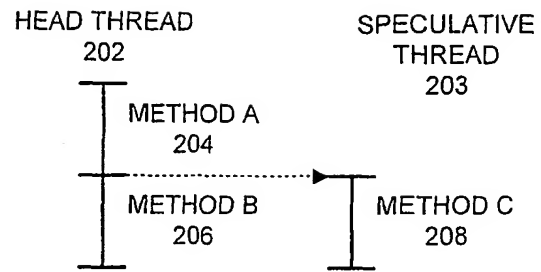 HEAD THREAD
202
SPECULATIVE
THREAD
203
METHOD A
204
METHOD B
206
METHOD C
208